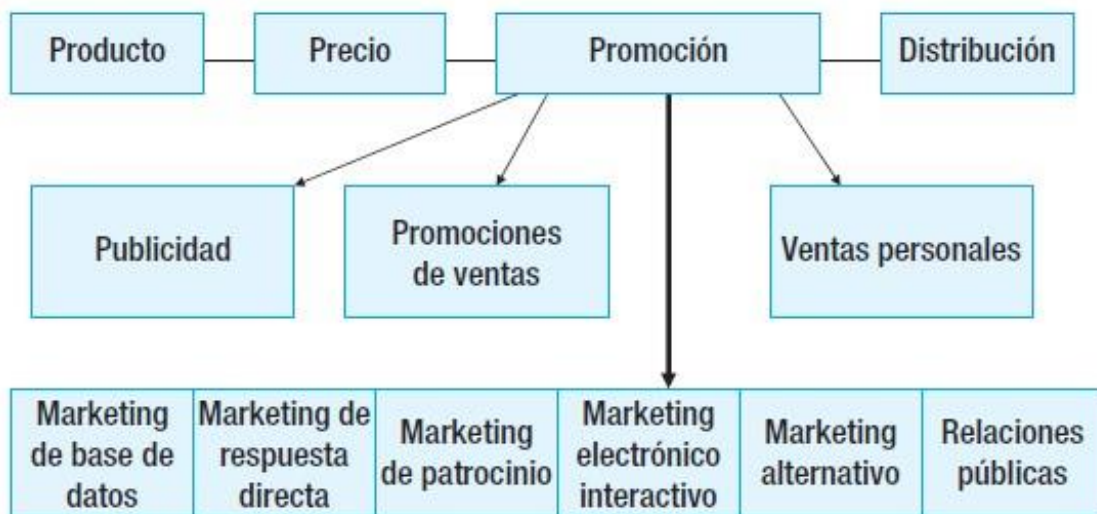 Producto
Precio
Promoción
Distribución
Publicidad
Promociones
de ventas
Ventas personales
Marketing
de base de
datos
Marketing de
respuesta
directa
Marketing
de patrocinio
Marketing
electrónico
interactivo
Marketing
alternativo
Relaciones
públicas